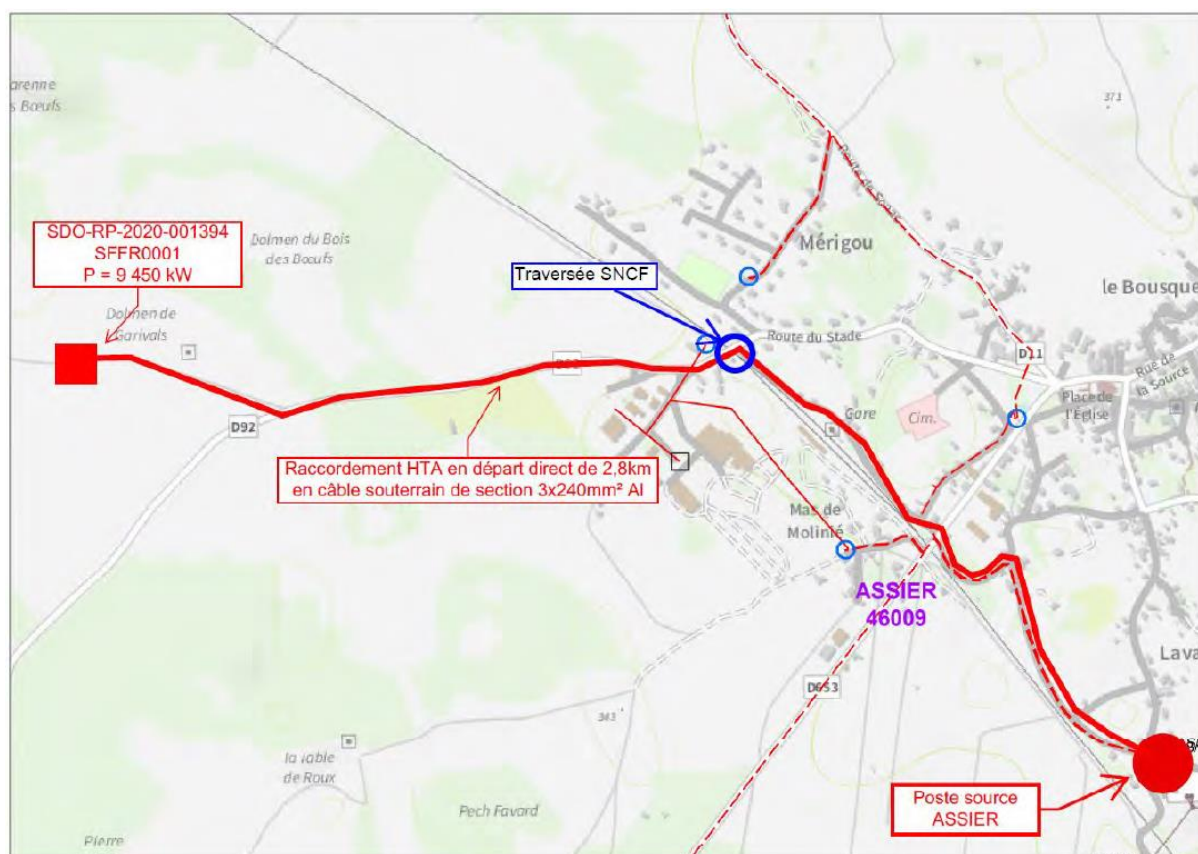 arenne
s Bœufs
371
Route de
SDO-RP-2020-001394
SFFR0001
P = 9 450 kW
Dolmen du Bois
des Bœufs
Mérigou
Traversée SNCF
le Bousque
Dolmen de
Garivals
Route du Stade
D11
Rue de
la Source
Place de
l'Église
Gare
Cim.
D92
Raccordement HTA en départ direct de 2,8km
en câble souterrain de section 3x240mm² Al
Mas de
Molinié
ASSIER
46009
Lava
D653
343
la Table
de Roux
Poste source
ASSIER
Pech Favard
Pierre